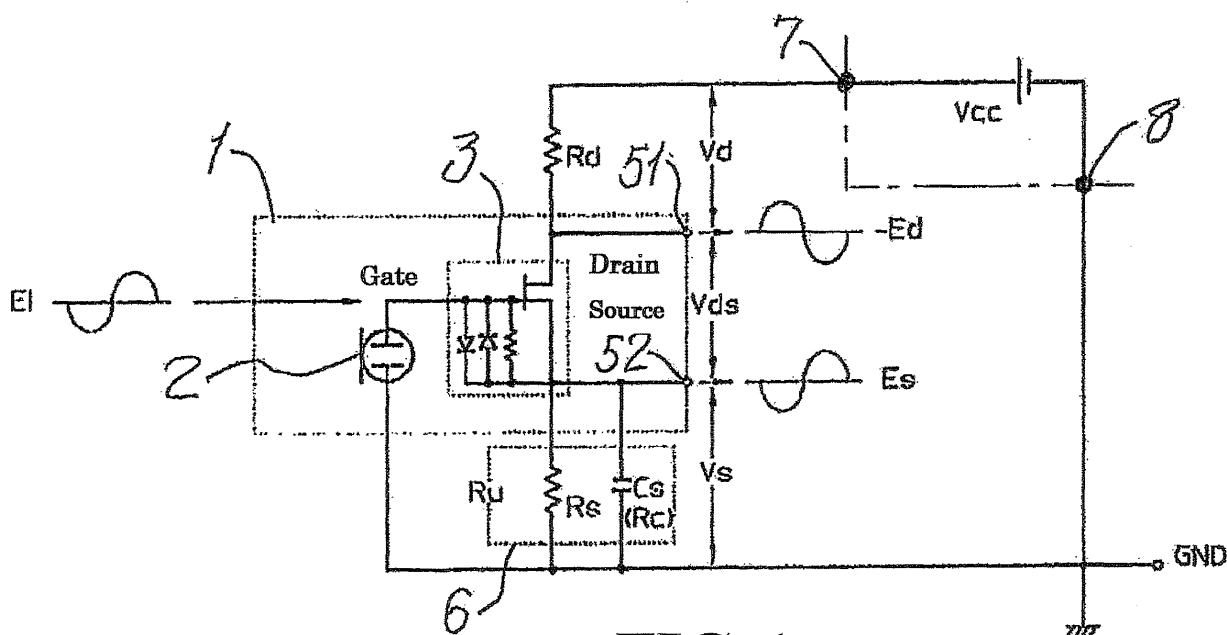 7
Vcc
8
1
3
Rd
51
Vd
-Ed
Gate
Drain
EI
Source
Vds
2
52
Es
Vs
Ru
Rs
Cs
(Rc)
6
GND